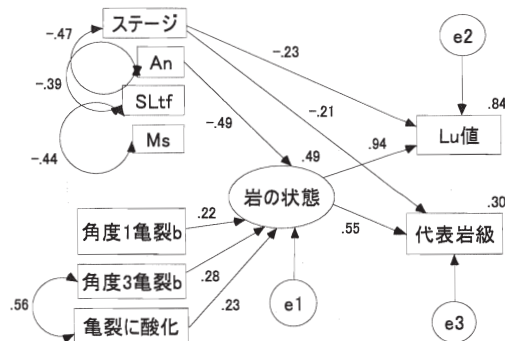 ステージ
-.47
An
-.39
SLtf
-.44
Ms
-.23
-.21
-.49
e2
.84
Lu値
.94
.49
岩の状態
.55
.30
代表岩級
角度1亀裂b
.22
角度3亀裂b
.28
.56
亀裂に酸化
.23
e1
e3